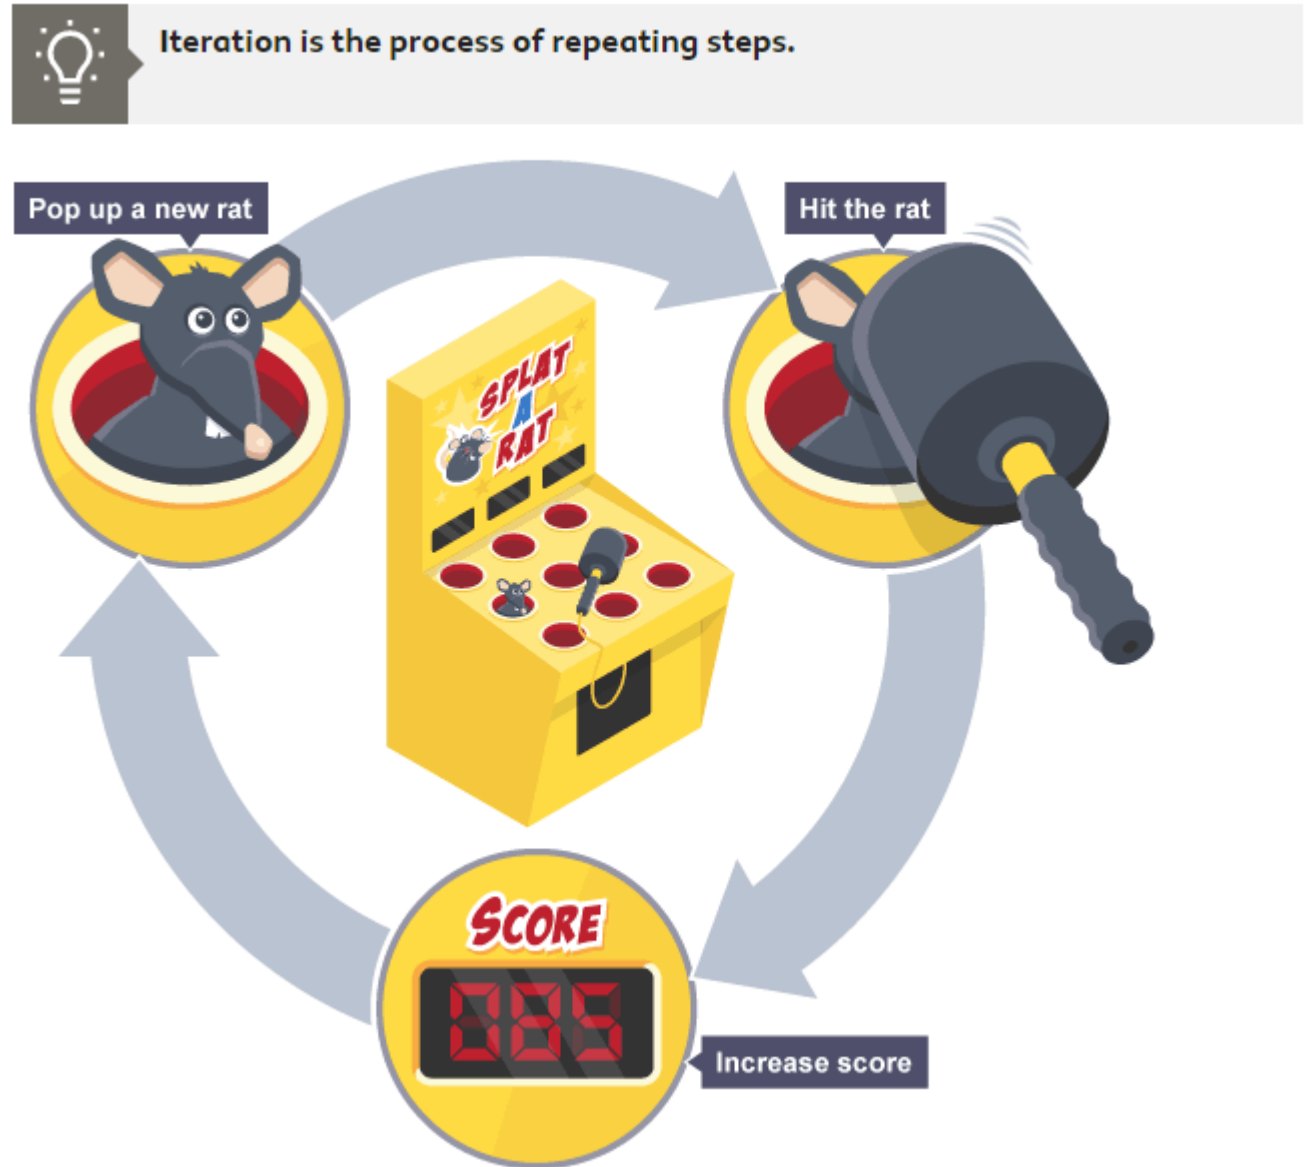 Iteration is the process of repeating steps.
Pop up a new rat
Hit the rat
SPLAT
A
RAT
SCORE
085
Increase score